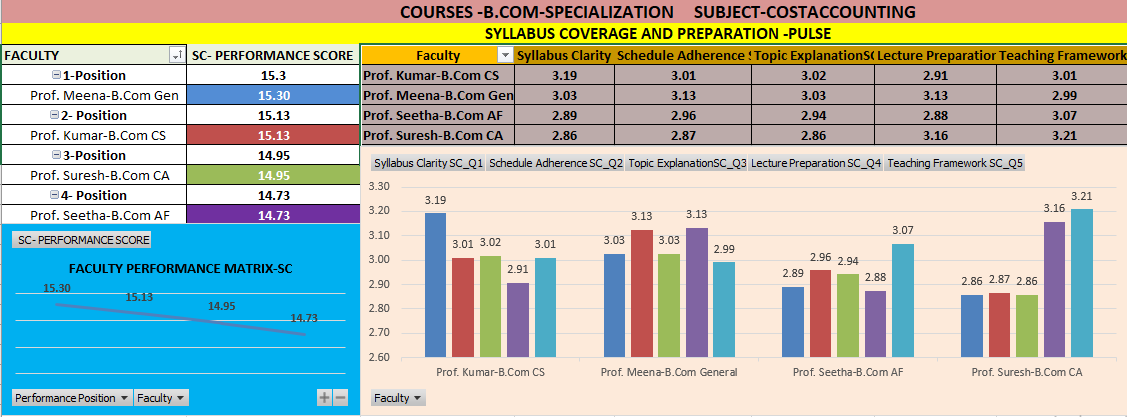 COURSES -B.COM-SPECIALIZATION SUBJECT-COSTACCOUNTING
SYLLABUS COVERAGE AND PREPARATION -PULSE
FACULTY SC- PERFORMANCE SCORE
1-Position 15.3
Prof. Meena-B.Com Gen 15.30
2- Position 15.13
Prof. Kumar-B.Com CS 15.13
3-Position 14.95
Prof. Suresh-B.Com CA 14.95
4- Position 14.73
Prof. Seetha-B.Com AF 14.73
Faculty Syllabus Clarity Schedule Adherence Topic ExplanationSC Lecture Preparation Teaching Framework
Prof. Kumar-B.Com CS 3.19 3.01 3.02 2.91 3.01
Prof. Meena-B.Com Gen 3.03 3.13 3.03 3.13 2.99
Prof. Seetha-B.Com AF 2.89 2.96 2.94 2.88 3.07
Prof. Suresh-B.Com CA 2.86 2.87 2.86 3.16 3.21
SC- PERFORMANCE SCORE
FACULTY PERFORMANCE MATRIX-SC
15.30
15.13
14.95
14.73
Performance Position Faculty
Syllabus Clarity SC_Q1 Schedule Adherence SC_Q2 Topic ExplanationSC_Q3 Lecture Preparation SC_Q4 Teaching Framework SC_Q5
3.30
3.20
3.10
3.00
2.90
2.80
2.70
2.60
3.19 3.01 3.02 2.91 3.01
3.03 3.13 3.03 3.13 2.99
2.89 2.96 2.94 2.88 3.07
2.86 2.87 2.86 3.16 3.21
Prof. Kumar-B.Com CS Prof. Meena-B.Com General Prof. Seetha-B.Com AF Prof. Suresh-B.Com CA
Faculty